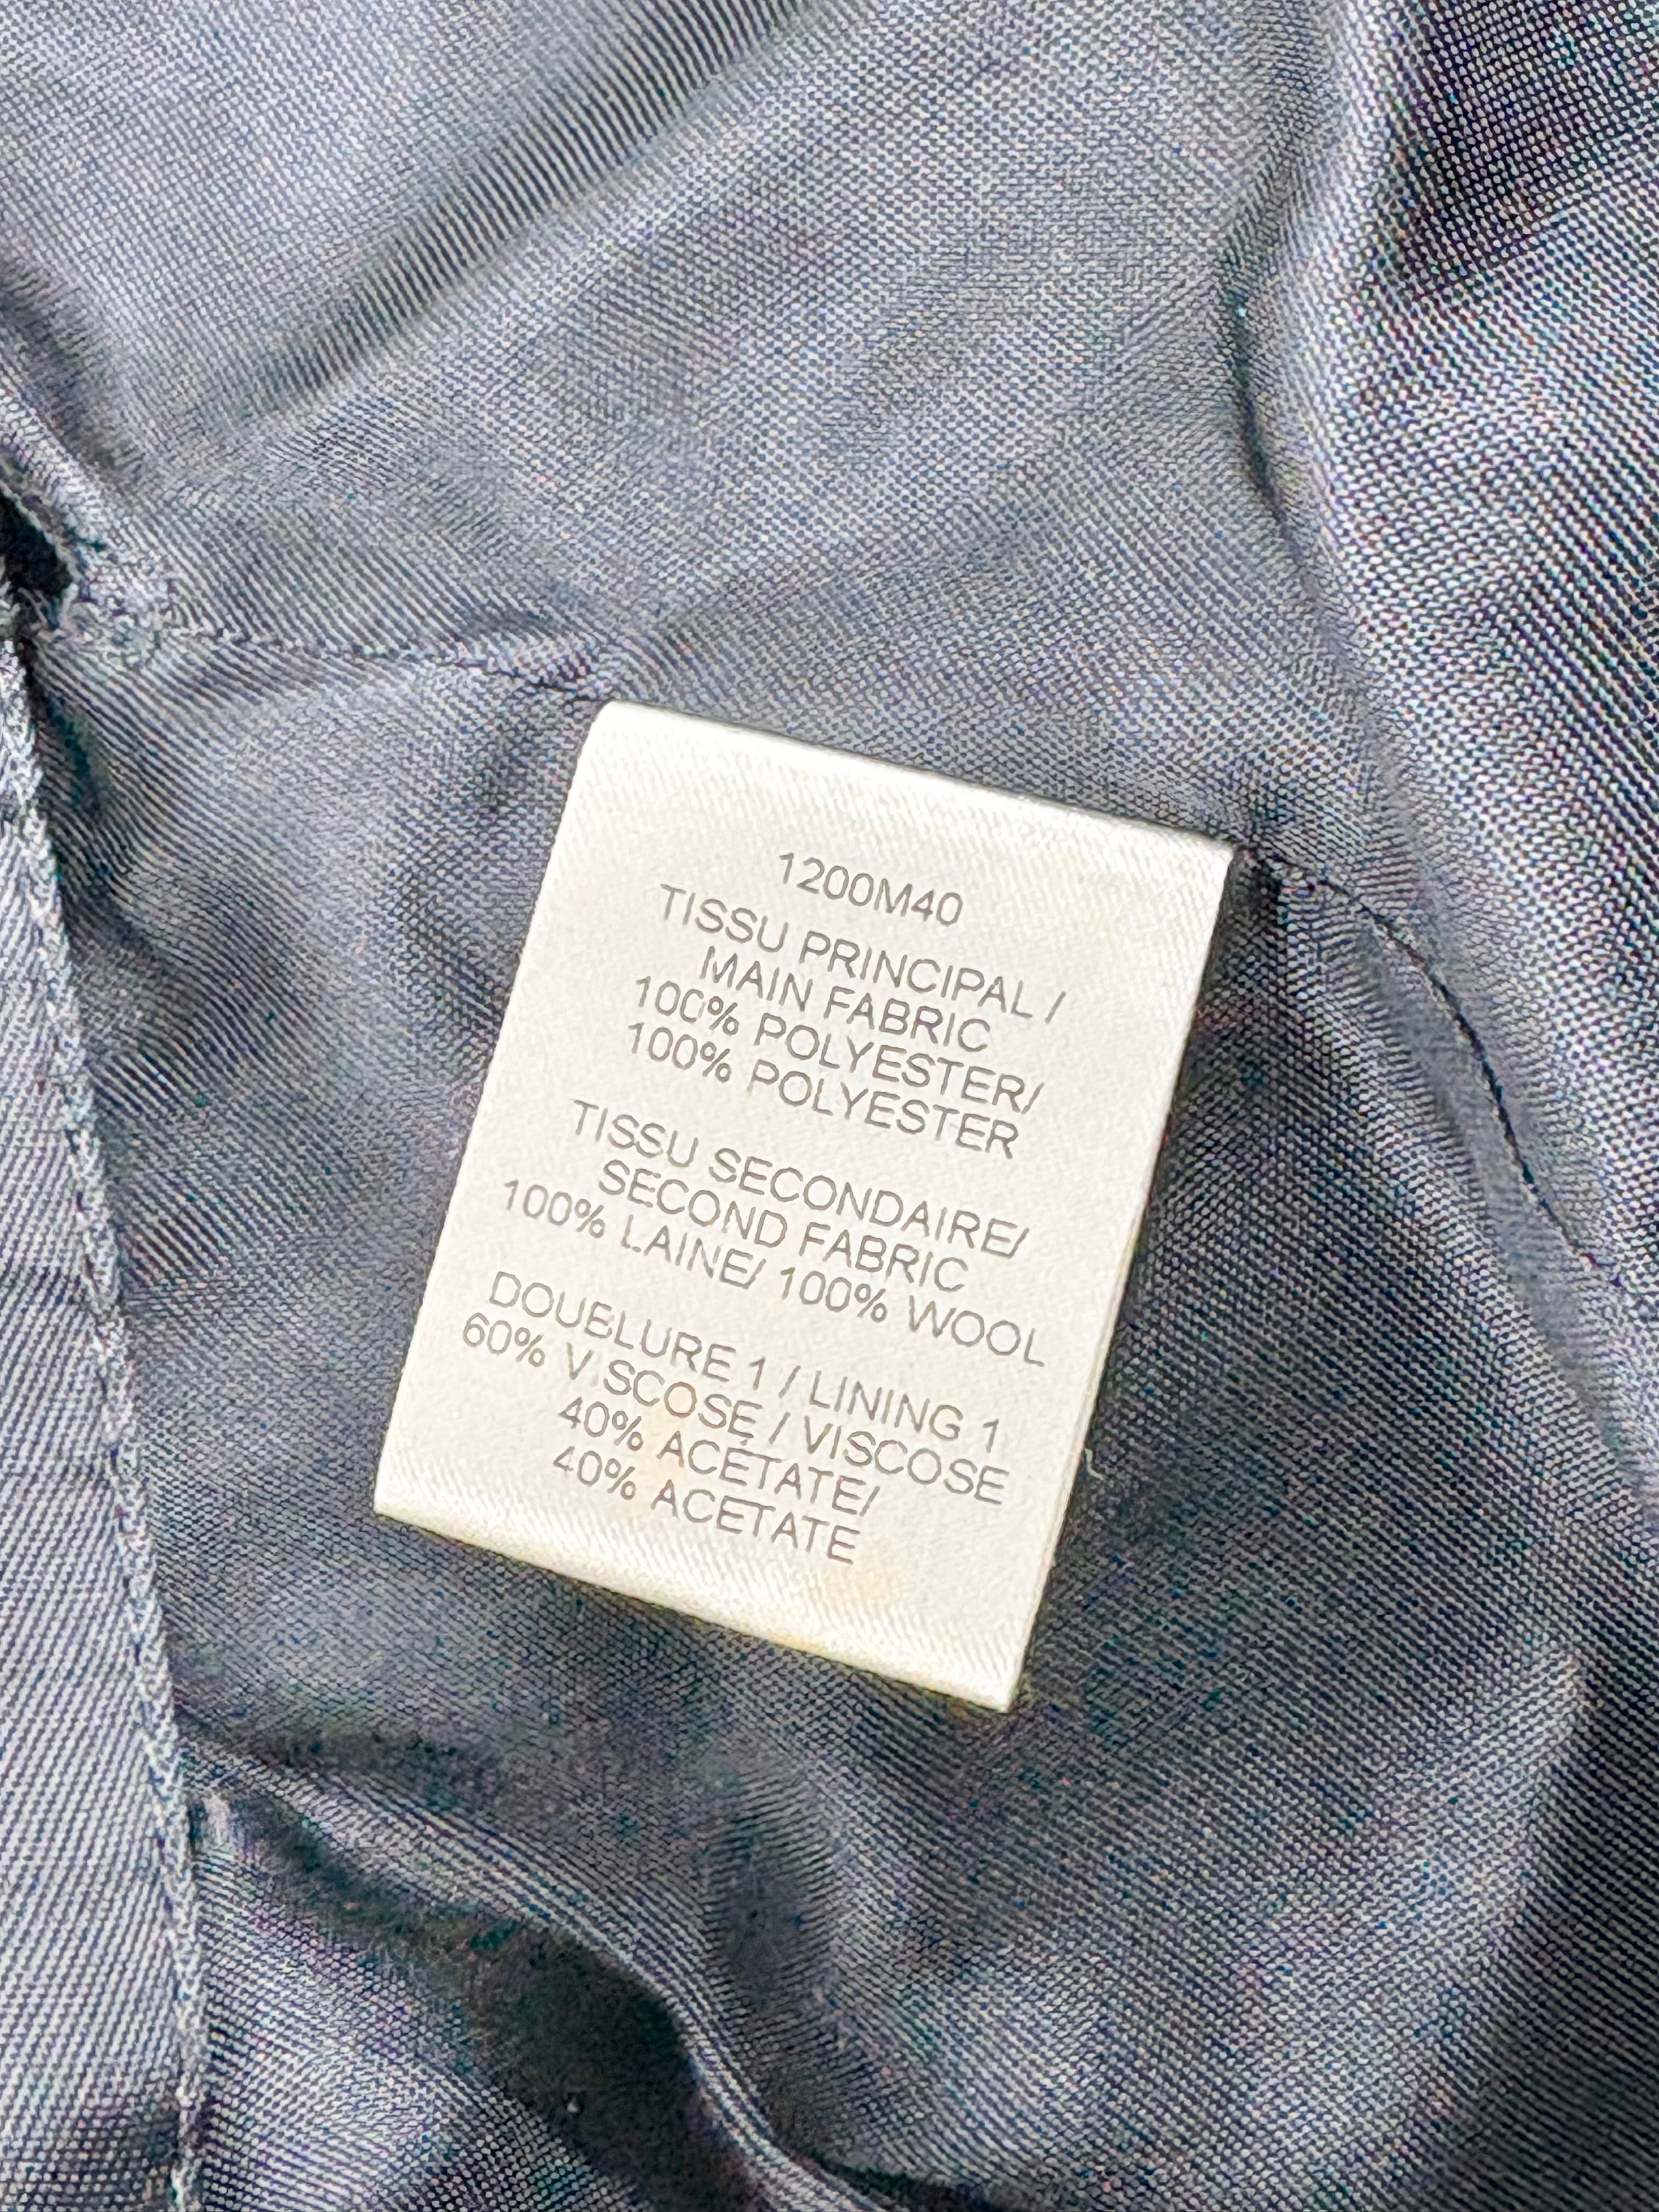 1200M40
TISSU PRINCIPAL /
MAIN FABRIC
100% POLYESTER/
100% POLYESTER
TISSU SECONDAIRE/
SECOND FABRIC
100% LAINE/ 100% WOOL
DOUBLURE 1 / LINING 1
60% VISCOSE / VISCOSE
40% ACÉTATE/
40% ACETATE